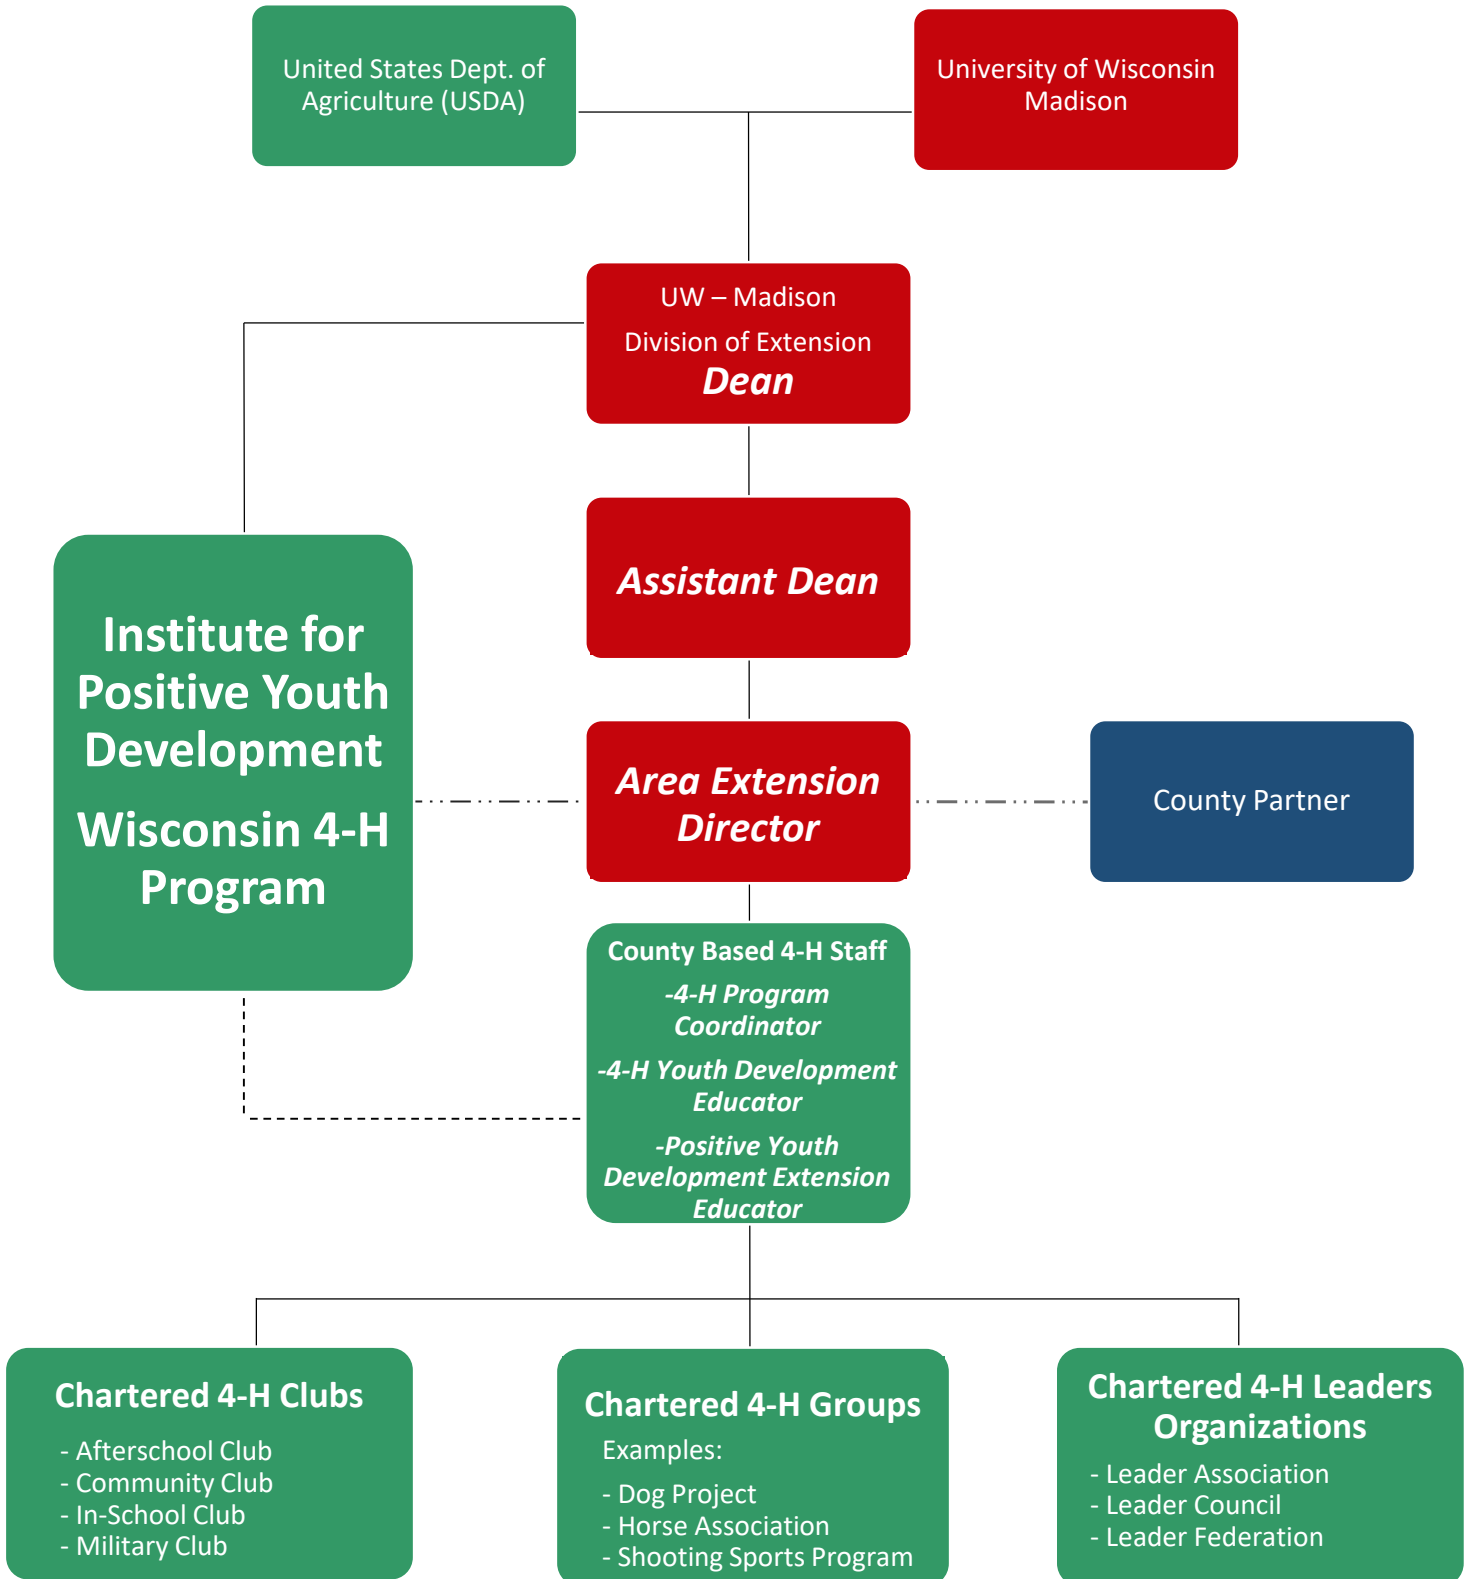 United States Dept. of
Agriculture (USDA)
University of Wisconsin
Madison
UW – Madison
Division of Extension
Dean
Assistant Dean
Institute for
Positive Youth
Development
Wisconsin 4-H
Program
Area Extension
Director
County Partner
County Based 4-H Staff
-4-H Program
Coordinator
-4-H Youth Development
Educator
-Positive Youth
Development Extension
Educator
Chartered 4-H Clubs
- Afterschool Club
- Community Club
- In-School Club
- Military Club
Chartered 4-H Groups
Examples:
- Dog Project
- Horse Association
- Shooting Sports Program
Chartered 4-H Leaders
Organizations
- Leader Association
- Leader Council
- Leader Federation